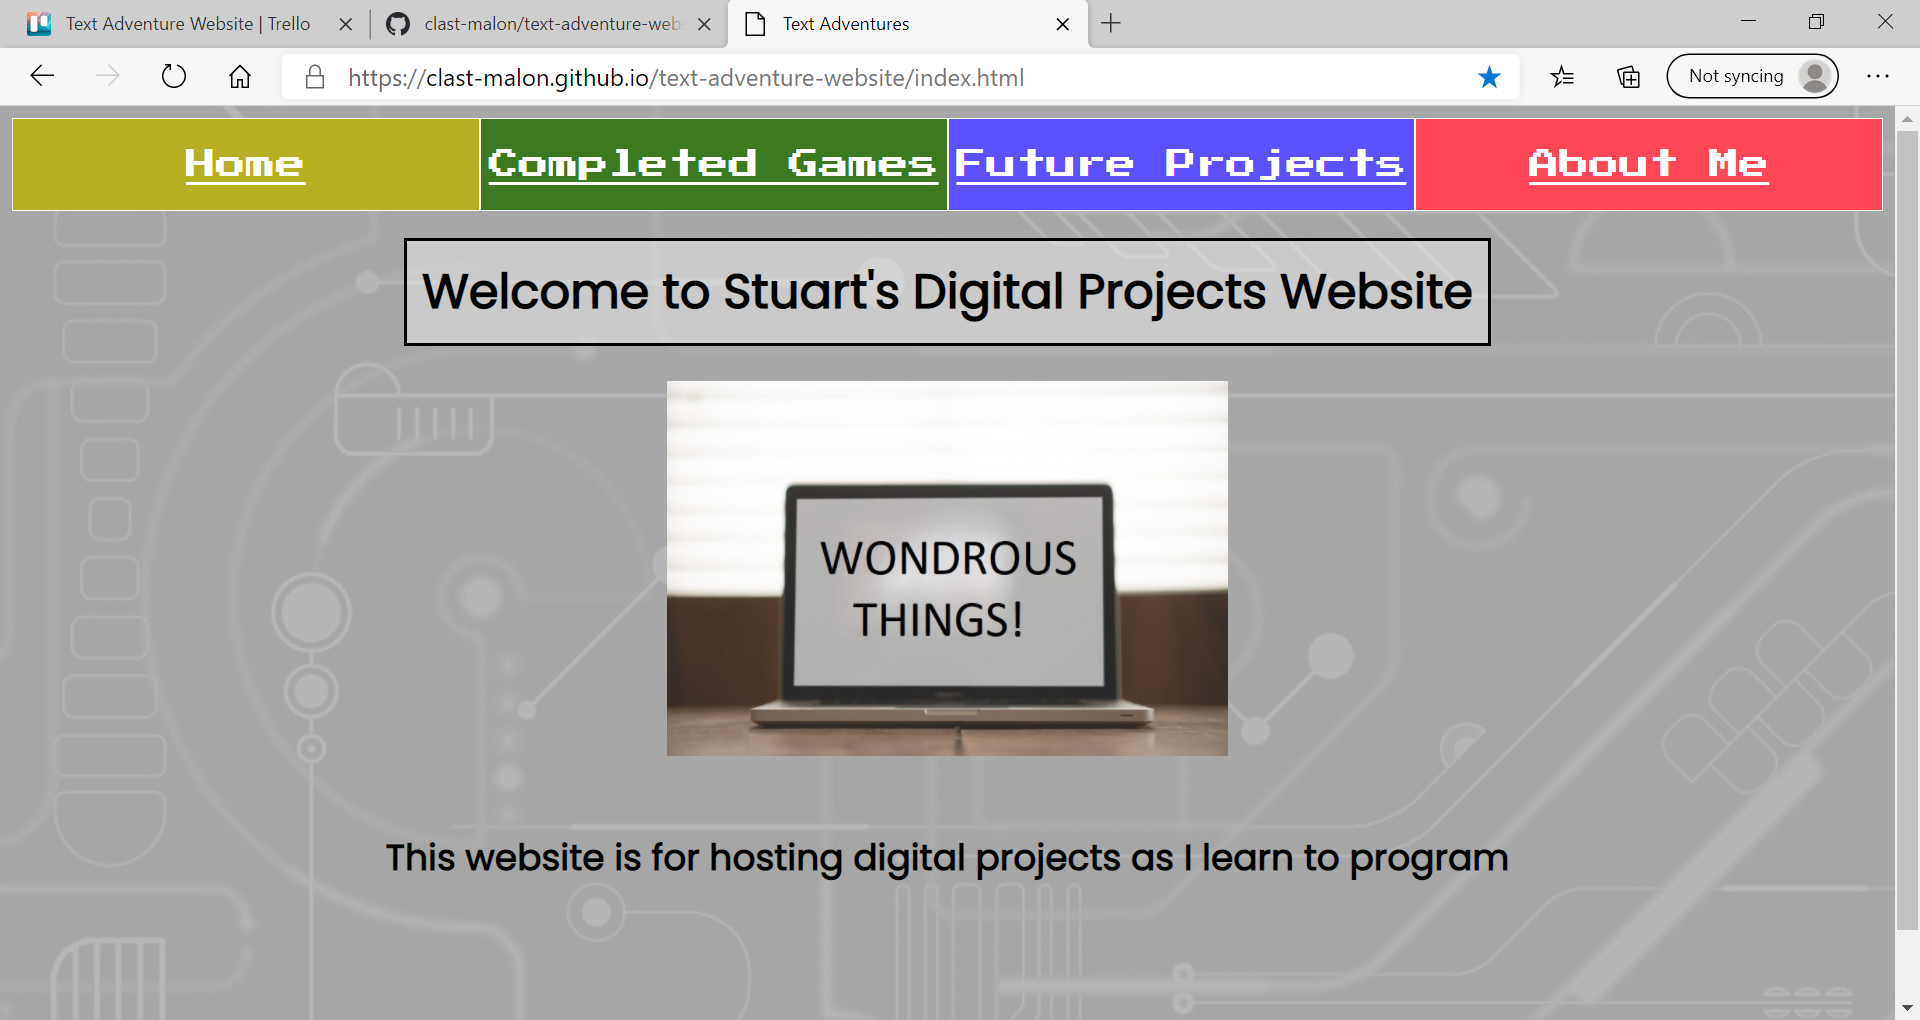 Text Adventure Website | Trello
clast-malon/text-adventure-web
Text Adventures
https://clast-malon.github.io/text-adventure-website/index.html
Not syncing
Home
Completed Games
Future Projects
About Me
Welcome to Stuart's Digital Projects Website
WONDROUS
THINGS!
This website is for hosting digital projects as I learn to program